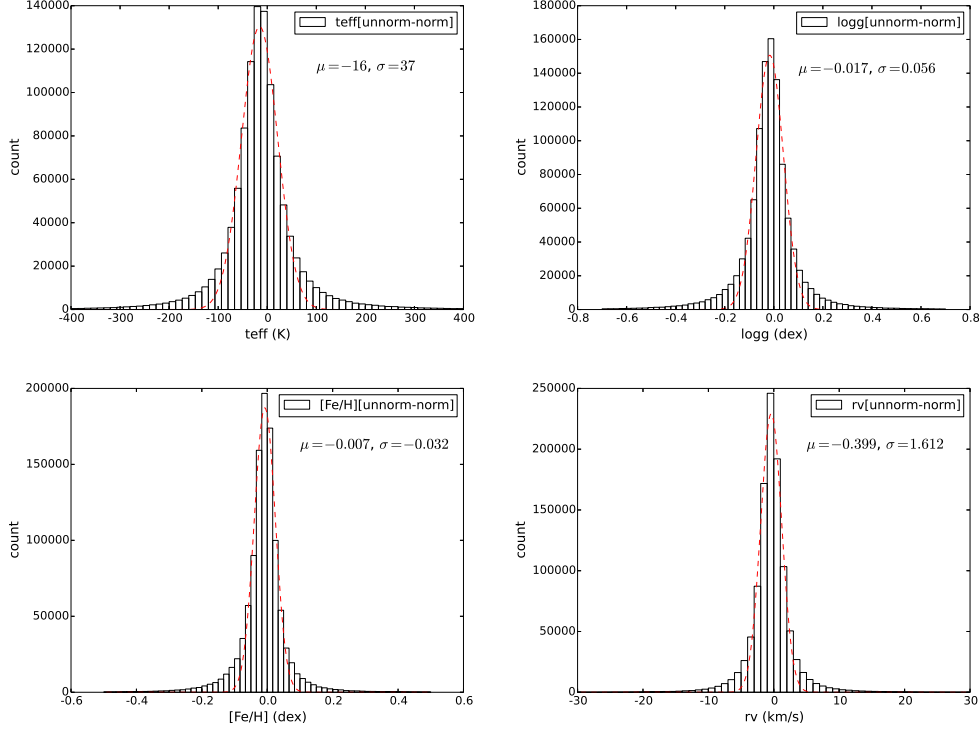 teff[unnorm-norm]
μ=−16, σ=37
140000
120000
100000
80000
60000
40000
20000
0
count
-400 -300 -200 -100 0 100 200 300 400
teff (K)
logg[unnorm-norm]
μ=−0.017, σ=0.056
180000
160000
140000
120000
100000
80000
60000
40000
20000
0
count
-0.8 -0.6 -0.4 -0.2 0.0 0.2 0.4 0.6 0.8
logg (dex)
[Fe/H][unnorm-norm]
μ=−0.007, σ=−0.032
200000
150000
100000
50000
0
count
-0.6 -0.4 -0.2 0.0 0.2 0.4 0.6
[Fe/H] (dex)
rv[unnorm-norm]
μ=−0.399, σ=1.612
250000
200000
150000
100000
50000
0
count
-30 -20 -10 0 10 20 30
rv (km/s)